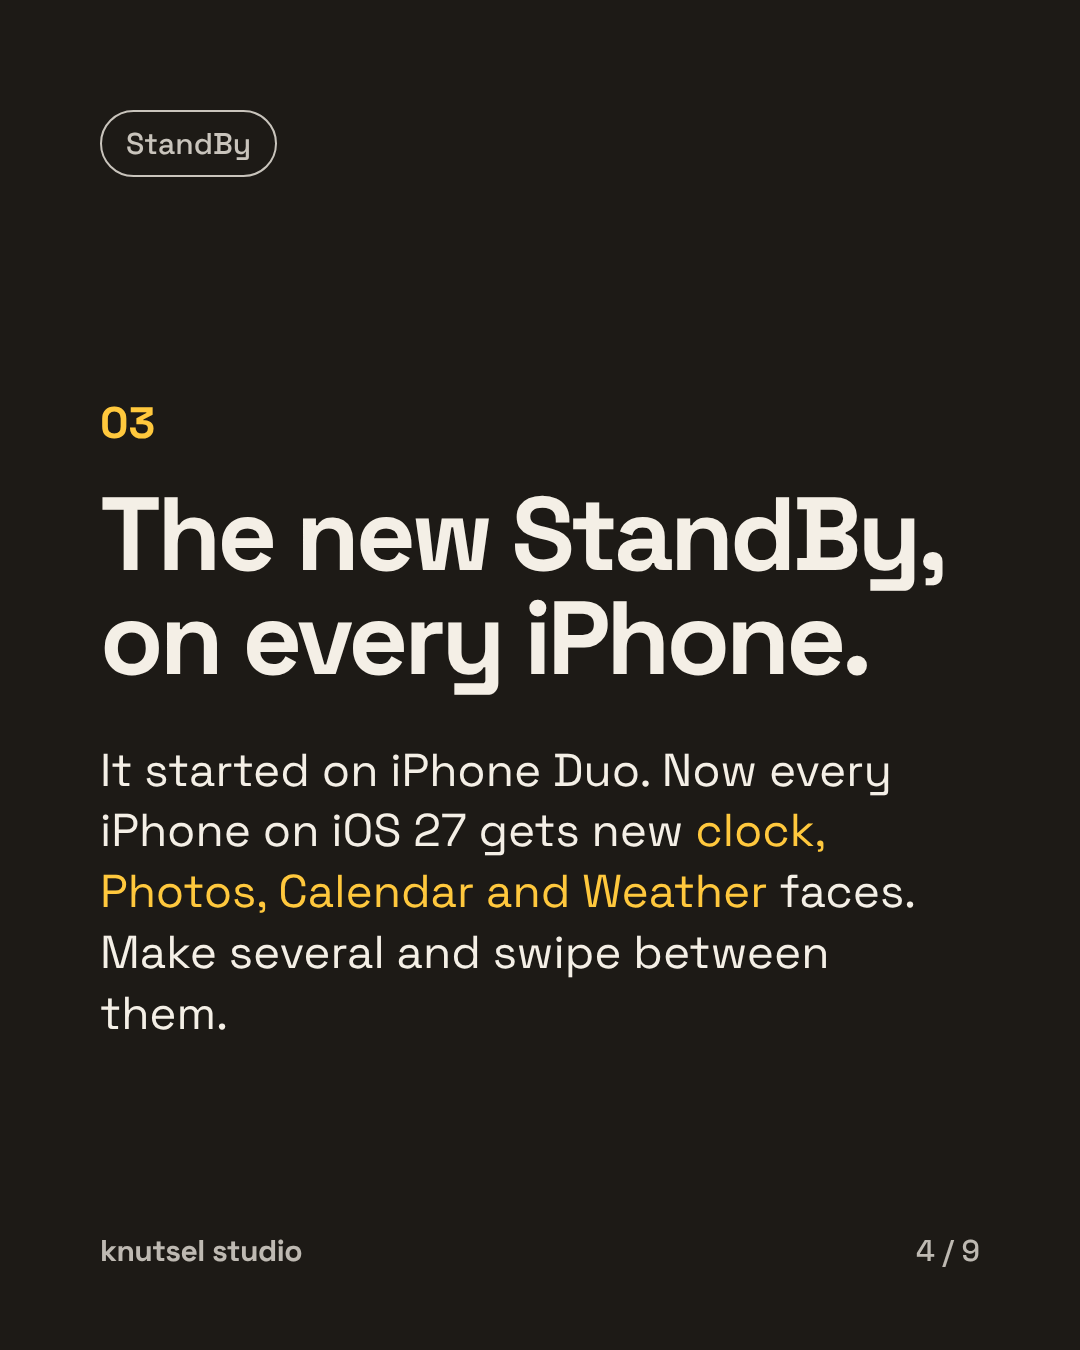 StandBy
03
The new StandBy,
on every iPhone.
It started on iPhone Duo. Now every
iPhone on iOS 27 gets new clock,
Photos, Calendar and Weather faces.
Make several and swipe between
them.
knutsel studio
4 / 9